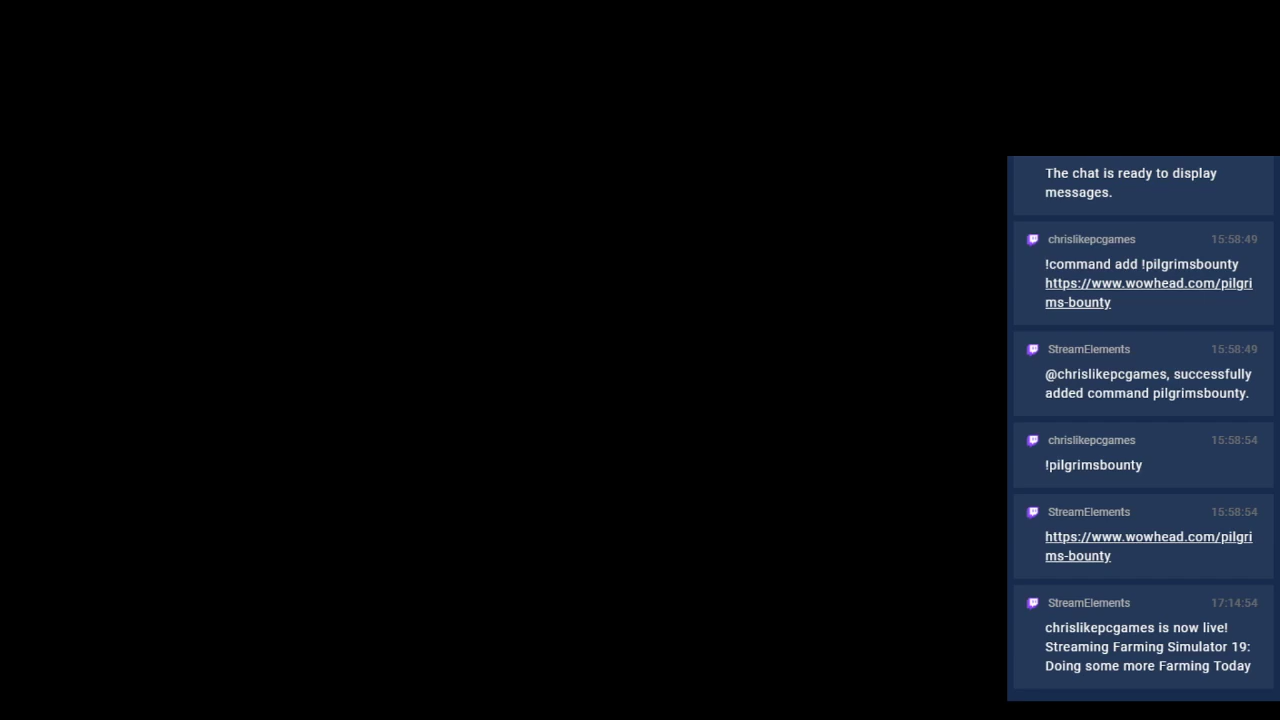 The chat is ready to display
messages.
chrislikepcgames 15:58:49
!command add !pilgrimsbounty
https://www.wowhead.com/pilgri
ms-bounty
StreamElements 15:58:49
@chrislikepcgames, successfully
added command pilgrimsbounty.
chrislikepcgames 15:58:54
!pilgrimsbounty
StreamElements 15:58:54
https://www.wowhead.com/pilgri
ms-bounty
StreamElements 17:14:54
chrislikepcgames is now live!
Streaming Farming Simulator 19:
Doing some more Farming Today